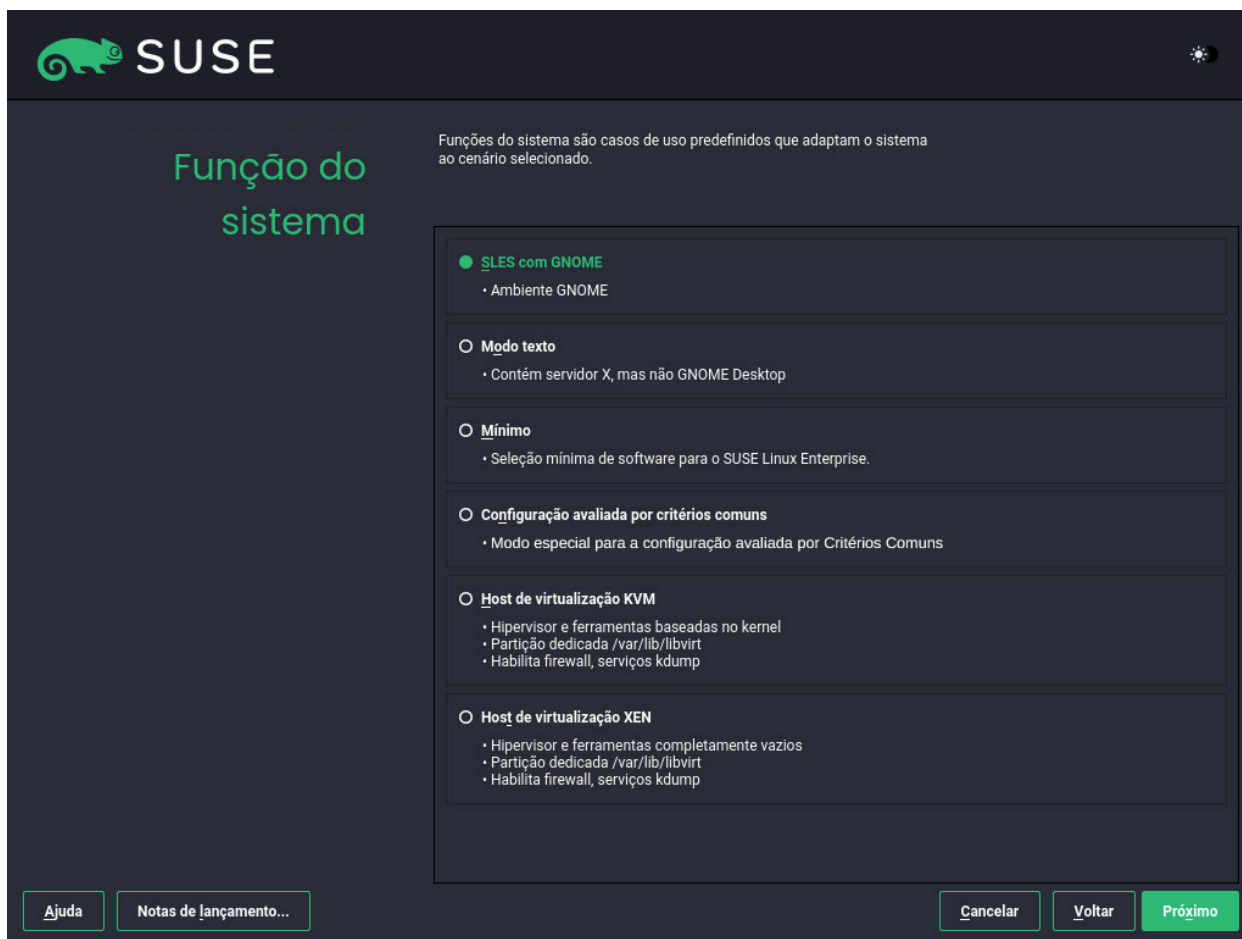 SUSE
Função do
sistema
Funções do sistema são casos de uso predefinidos que adaptam o sistema
ao cenário selecionado.
SLES com GNOME
• Ambiente GNOME
Modo texto
• Contém servidor X, mas não GNOME Desktop
Mínimo
• Seleção mínima de software para o SUSE Linux Enterprise.
Configuração avaliada por critérios comuns
• Modo especial para a configuração avaliada por Critérios Comuns
Host de virtualização KVM
• Hipervisor e ferramentas baseadas no kernel
• Partição dedicada /var/lib/libvirt
• Habilita firewall, serviços kdump
Host de virtualização XEN
• Hipervisor e ferramentas completamente vazios
• Partição dedicada /var/lib/libvirt
• Habilita firewall, serviços kdump
Ajuda
Notas de lançamento...
Cancelar
Voltar
Próximo